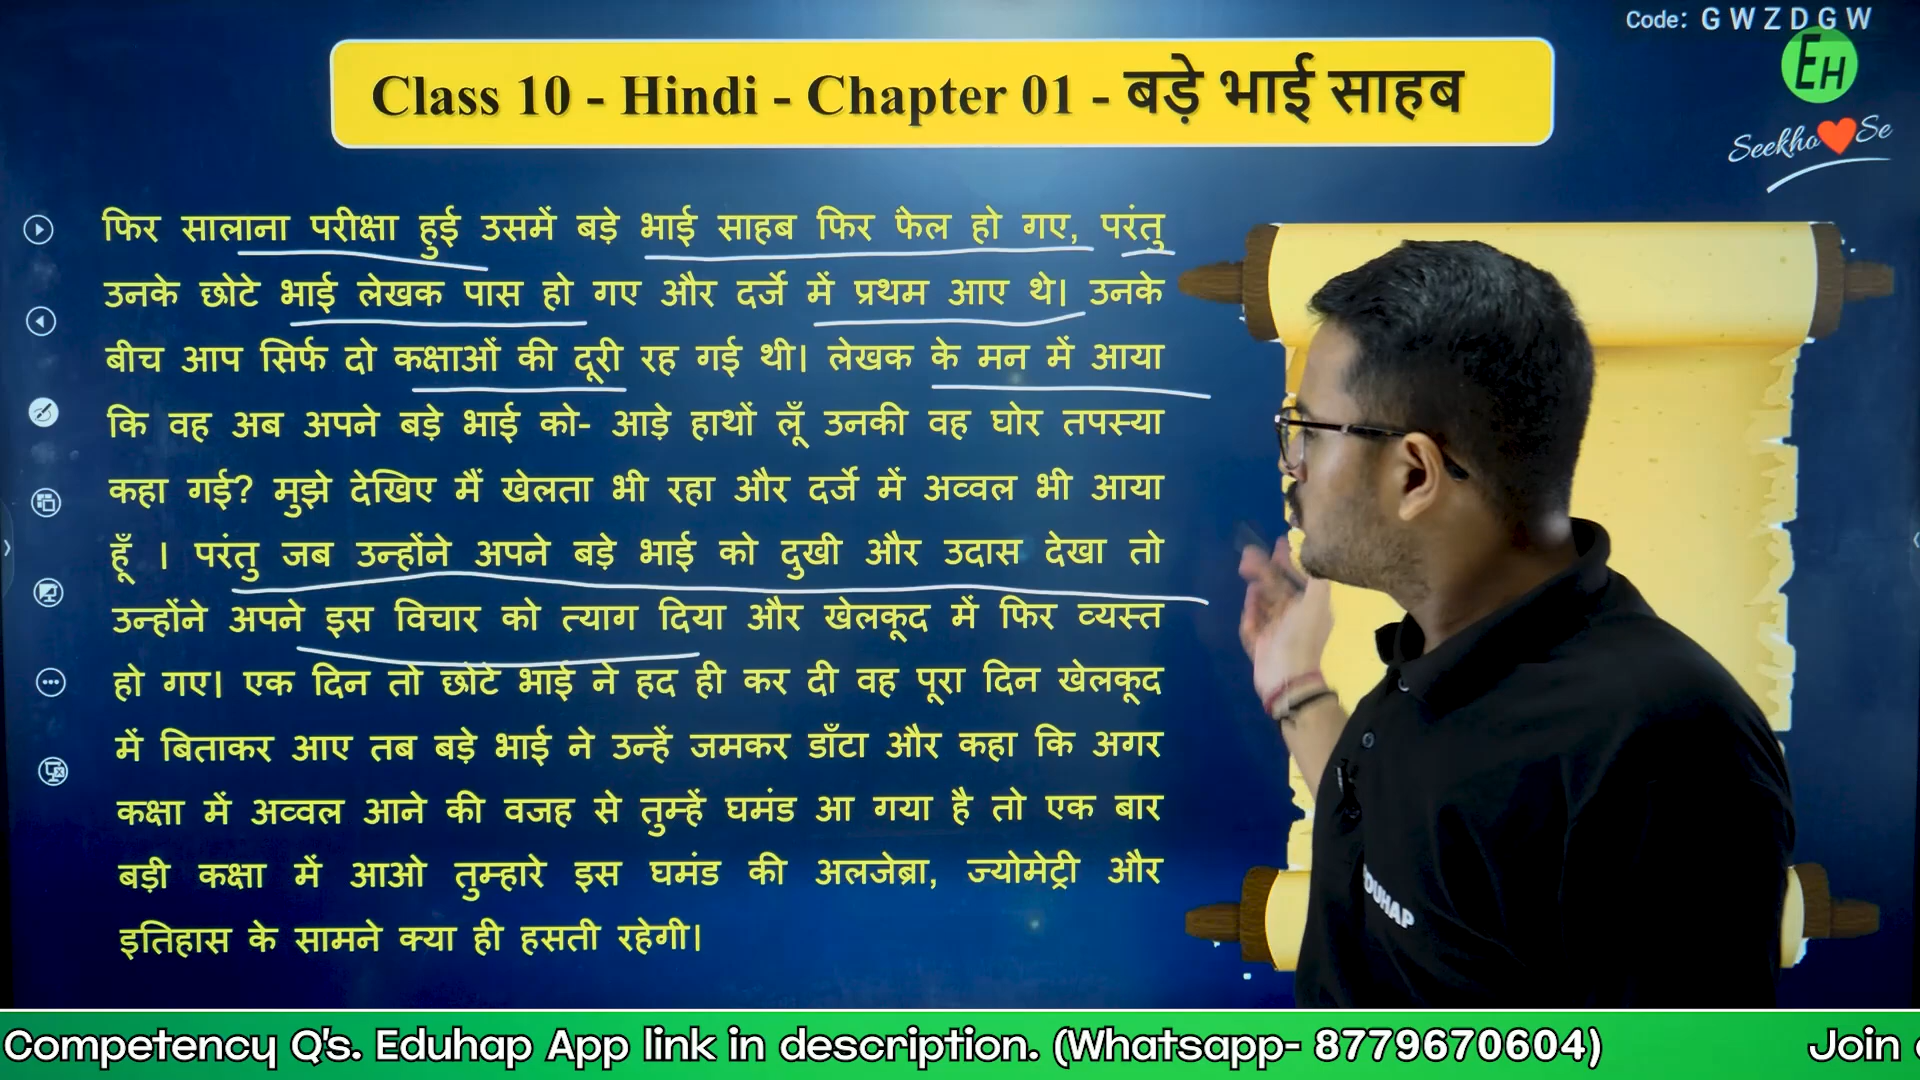 Code: G W Z D G W
EH
Seekho ❤ Se
Class 10 - Hindi - Chapter 01 - बड़े भाई साहब
फिर सालाना परीक्षा हुई उसमें बड़े भाई साहब फिर फेल हो गए, परंतु
उनके छोटे भाई लेखक पास हो गए और दर्जे में प्रथम आए थे। उनके
बीच आप सिर्फ दो कक्षाओं की दूरी रह गई थी। लेखक के मन में आया
कि वह अब अपने बड़े भाई को- आड़े हाथों लूँ उनकी वह घोर तपस्या
कहा गई? मुझे देखिए मैं खेलता भी रहा और दर्जे में अव्वल भी आया
हूँ । परंतु जब उन्होंने अपने बड़े भाई को दुखी और उदास देखा तो
उन्होंने अपने इस विचार को त्याग दिया और खेलकूद में फिर व्यस्त
हो गए। एक दिन तो छोटे भाई ने हद ही कर दी वह पूरा दिन खेलकूद
में बिताकर आए तब बड़े भाई ने उन्हें जमकर डाँटा और कहा कि अगर
कक्षा में अव्वल आने की वजह से तुम्हें घमंड आ गया है तो एक बार
बड़ी कक्षा में आओ तुम्हारे इस घमंड की अलजेब्रा, ज्योमेट्री और
इतिहास के सामने क्या ही हसती रहेगी।
Competency Q's. Eduhap App link in description. (Whatsapp- 8779670604) Join